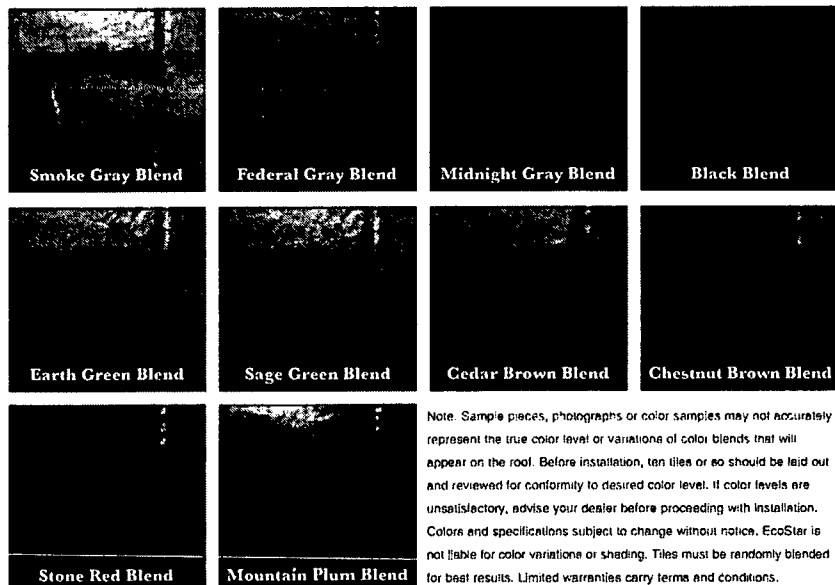 Smoke Gray Blend
Federal Gray Blend
Midnight Gray Blend
Black Blend
Earth Green Blend
Sage Green Blend
Cedar Brown Blend
Chestnut Brown Blend
Stone Red Blend
Mountain Plum Blend
Note. Sample pieces, photographs or color samples may not accurately
represent the true color level or variations of color blends that will
appear on the roof. Before installation, ten tiles or so should be laid out
and reviewed for conformity to desired color level. If color levels are
unsatisfactory, advise your dealer before proceeding with installation.
Colors and specifications subject to change without notice. EcoStar is
not liable for color variations or shading. Tiles must be randomly blended
for best results. Limited warranties carry terms and conditions.